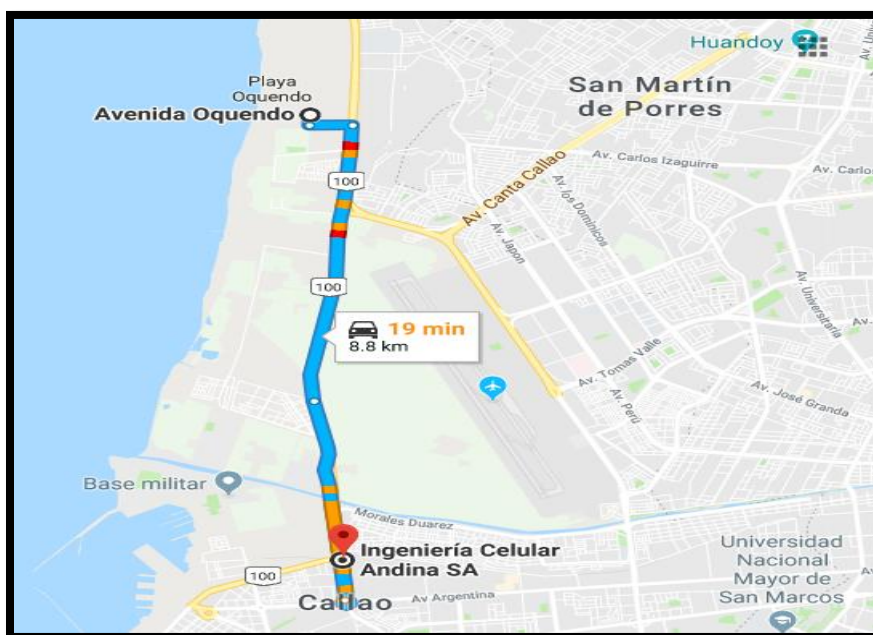 Huandoy
San Martín
de Porres
Playa
Oquendo
Avenida Oquendo
Av. Carlos Izaguirre
Av. Carlo
100
Av. Canta Callao
Av. los Dominicos
Av. Japon
Av. Universitaria
100
19 min
8.8 km
Av. Tomas Valle
Av. José Granda
Av. Perú
Base militar
Morales Duarez
Ingeniería Celular
Andina SA
100
Callao
Av Argentina
Universidad
Nacional
Mayor de
San Marcos